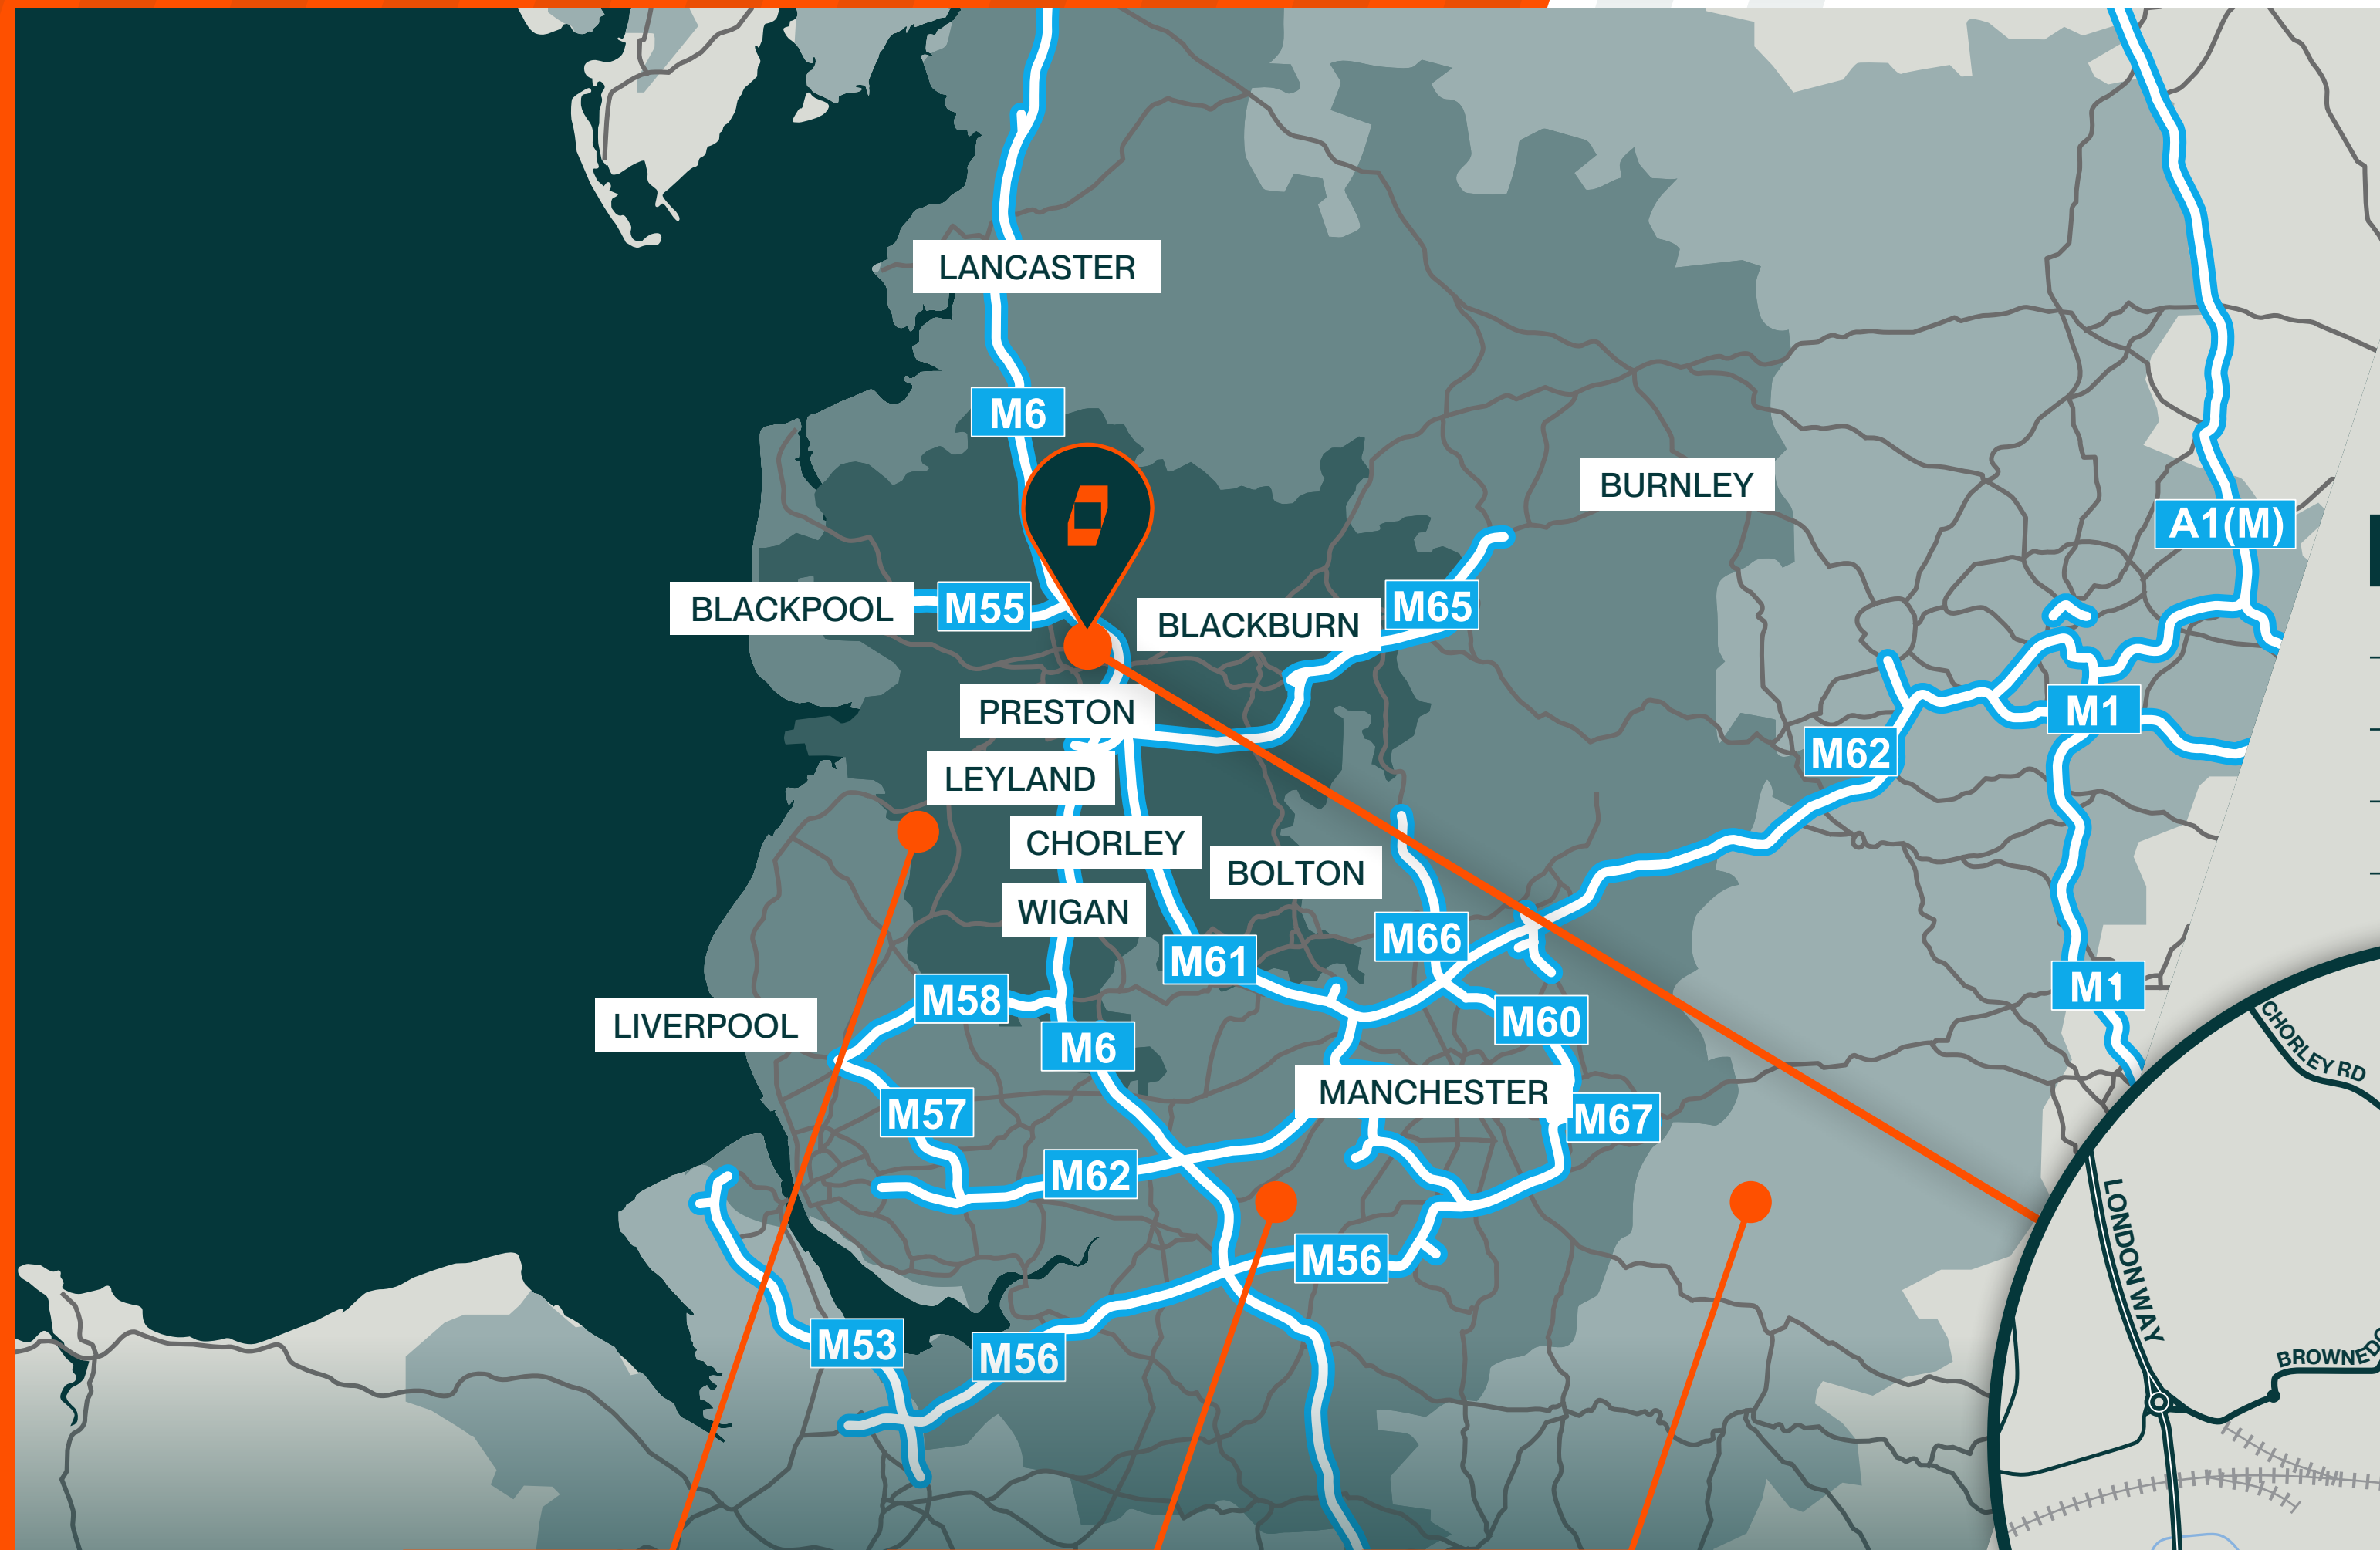 LANCASTER
M6
BURNLEY
A1(M)
BLACKPOOL
M55
BLACKBURN
M65
PRESTON
M1
M62
LEYLAND
CHORLEY
BOLTON
WIGAN
M66
M61
M1
M58
LIVERPOOL
M6
M60
CHORLEY RD
MANCHESTER
M57
M67
M62
LONDON WAY
M56
M53
M56